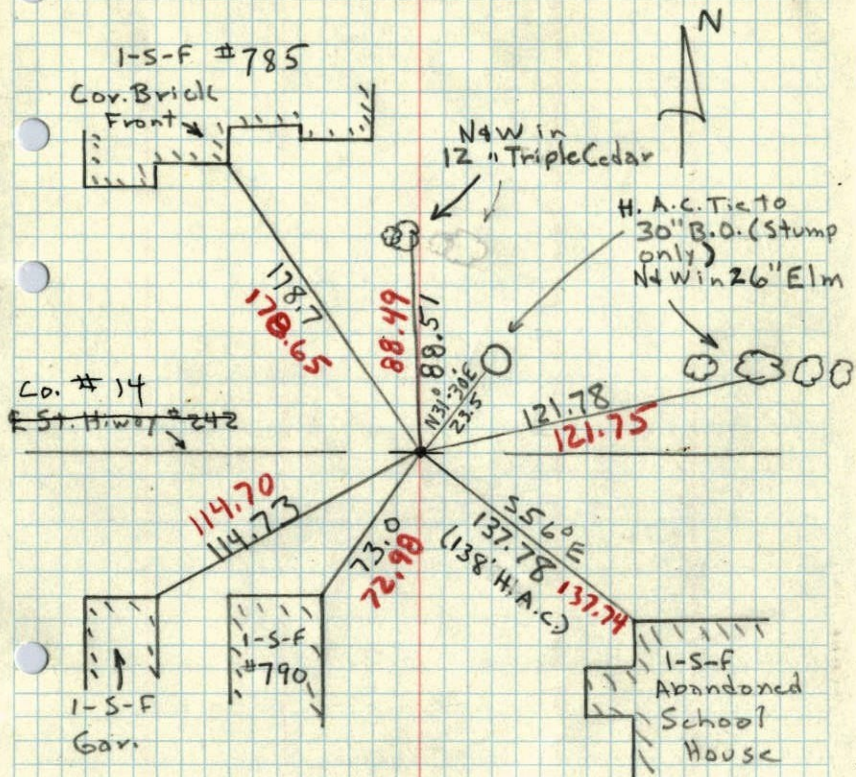 N
1-S-F #785
Cor. Brick
Front
N&W in
12" Triple Cedar
H.A.C. Tie to
30" B.O. (Stump
only)
N&W in 26" Elm
178.7
178.65
88.49
88.51
N31°-30'E
23.5
121.78
121.75
Co. #14
St. Hiway #242
114.70
114.73
73.0
72.98
S56°E
137.78
137.74
(138' H.A.C.)
1-S-F
Gar.
1-S-F
#790
1-S-F
Abandoned
School
House